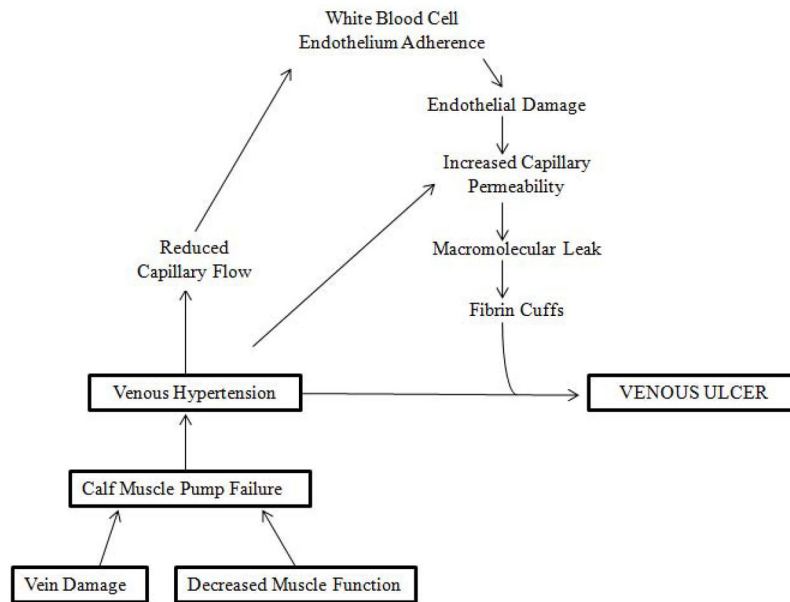 White Blood Cell
Endothelium Adherence
Endothelial Damage
Increased Capillary
Permeability
Reduced
Capillary Flow
Macromolecular Leak
Fibrin Cuffs
Venous Hypertension
VENOUS ULCER
Calf Muscle Pump Failure
Vein Damage
Decreased Muscle Function